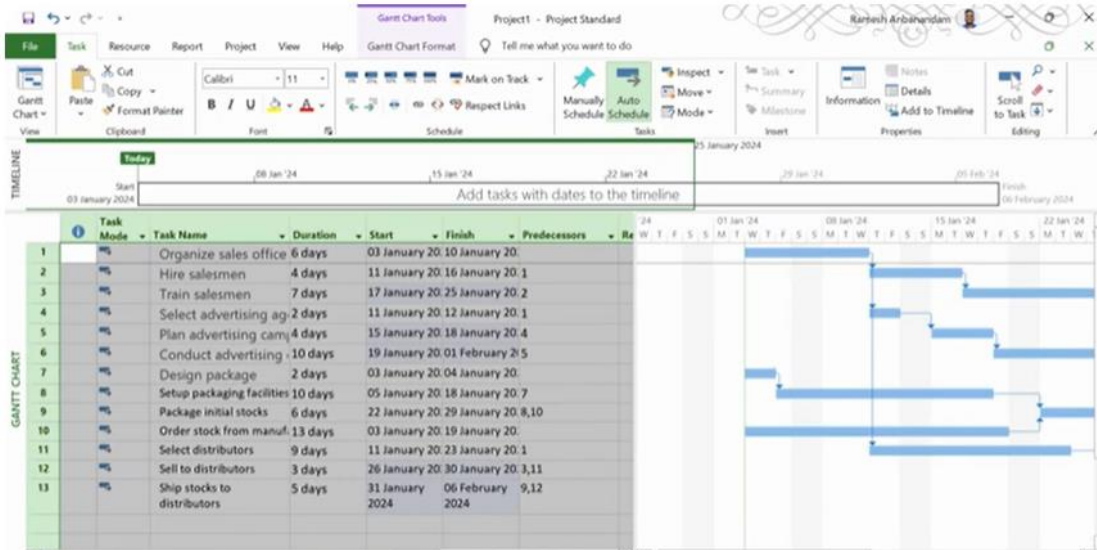 Gantt Chart Tools Project1 - Project Standard Ramesh Anbanandam
File Task Resource Report Project View Help Gantt Chart Format Tell me what you want to do
Gantt Chart
View
Paste
Cut
Copy
Format Painter
Clipboard
Calibri 11
B I U A
Font
Mark on Track
Respect Links
Schedule
Manually Schedule
Auto Schedule
Inspect
Move
Mode
Tasks
Task
Summary
Milestone
Insert
Information
Notes
Details
Add to Timeline
Properties
Scroll to Task
Editing
TIMELINE
25 January 2024
Today
08 Jan '24 15 Jan '24 22 Jan '24 29 Jan '24 05 Feb '24
Start
03 January 2024
Add tasks with dates to the timeline
Finish
06 February 2024
GANTT CHART
Task Mode Task Name Duration Start Finish Predecessors Re
'24 01 Jan '24 08 Jan '24 15 Jan '24 22 Jan '24
W T F S S M T W T F S S M T W T F S S M T W T F S S M T W
1 Organize sales office 6 days 03 January 20 10 January 20
2 Hire salesmen 4 days 11 January 20 16 January 20 1
3 Train salesmen 7 days 17 January 20 25 January 20 2
4 Select advertising ag 2 days 11 January 20 12 January 20 1
5 Plan advertising cam 4 days 15 January 20 18 January 20 4
6 Conduct advertising 10 days 19 January 20 01 February 2 5
7 Design package 2 days 03 January 20 04 January 20
8 Setup packaging facilities 10 days 05 January 20 18 January 20 7
9 Package initial stocks 6 days 22 January 20 29 January 20 8,10
10 Order stock from manuf 13 days 03 January 20 19 January 20
11 Select distributors 9 days 11 January 20 23 January 20 1
12 Sell to distributors 3 days 26 January 20 30 January 20 3,11
13 Ship stocks to distributors 5 days 31 January 2024 06 February 2024 9,12